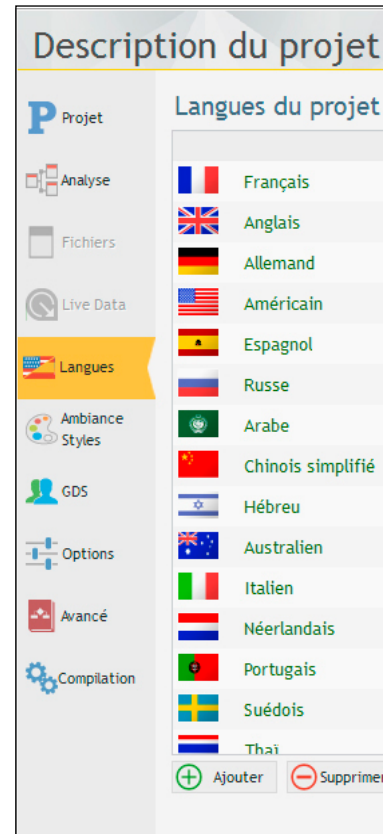 Description du projet
Projet
Analyse
Fichiers
Live Data
Langues
Ambiance
Styles
GDS
Options
Avancé
Compilation
Langues du projet
Français
Anglais
Allemand
Américain
Espagnol
Russe
Arabe
Chinois simplifié
Hébreu
Australien
Italien
Néerlandais
Portugais
Suédois
Thaï
Ajouter
Supprimer